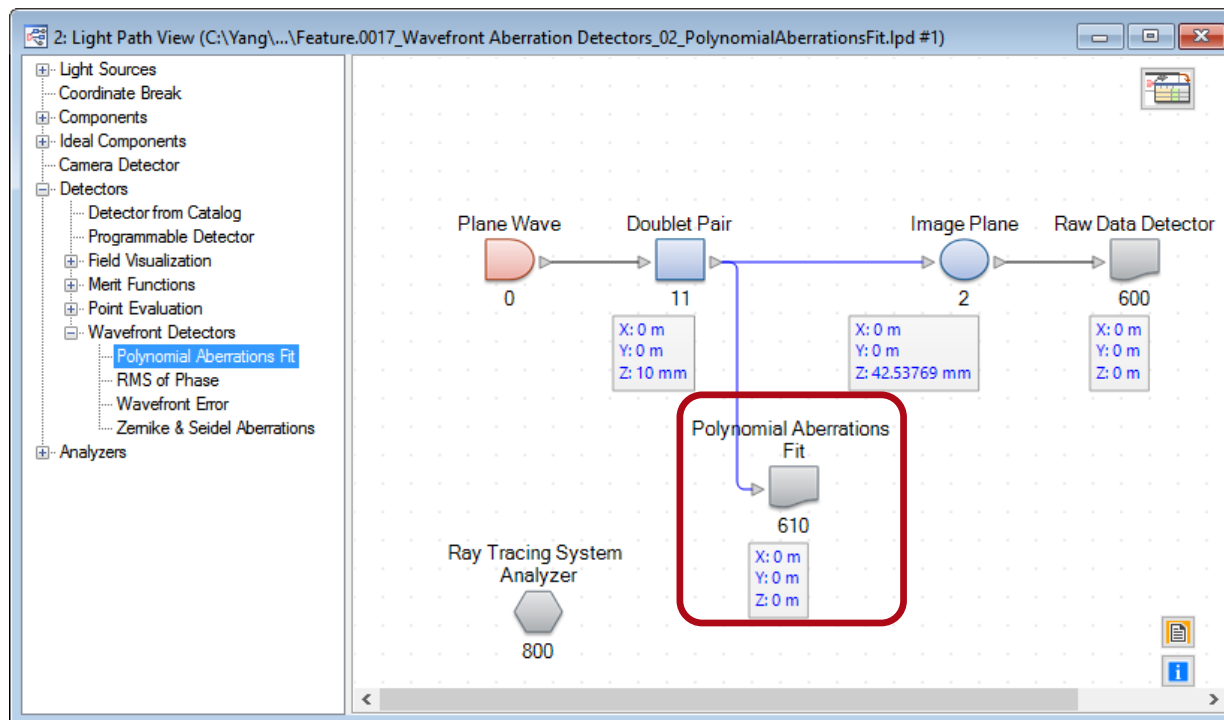 2: Light Path View (C:\Yang\...\Feature.0017_Wavefront Aberration Detectors_02_PolynomialAberrationsFit.lpd #1)
Light Sources
Coordinate Break
Components
Ideal Components
Camera Detector
Detectors
Detector from Catalog
Programmable Detector
Field Visualization
Merit Functions
Point Evaluation
Wavefront Detectors
Polynomial Aberrations Fit
RMS of Phase
Wavefront Error
Zernike & Seidel Aberrations
Analyzers
Plane Wave
0
Doublet Pair
11
X: 0 m
Y: 0 m
Z: 10 mm
Image Plane
2
X: 0 m
Y: 0 m
Z: 42.53769 mm
Raw Data Detector
600
X: 0 m
Y: 0 m
Z: 0 m
Polynomial Aberrations
Fit
610
X: 0 m
Y: 0 m
Z: 0 m
Ray Tracing System
Analyzer
800